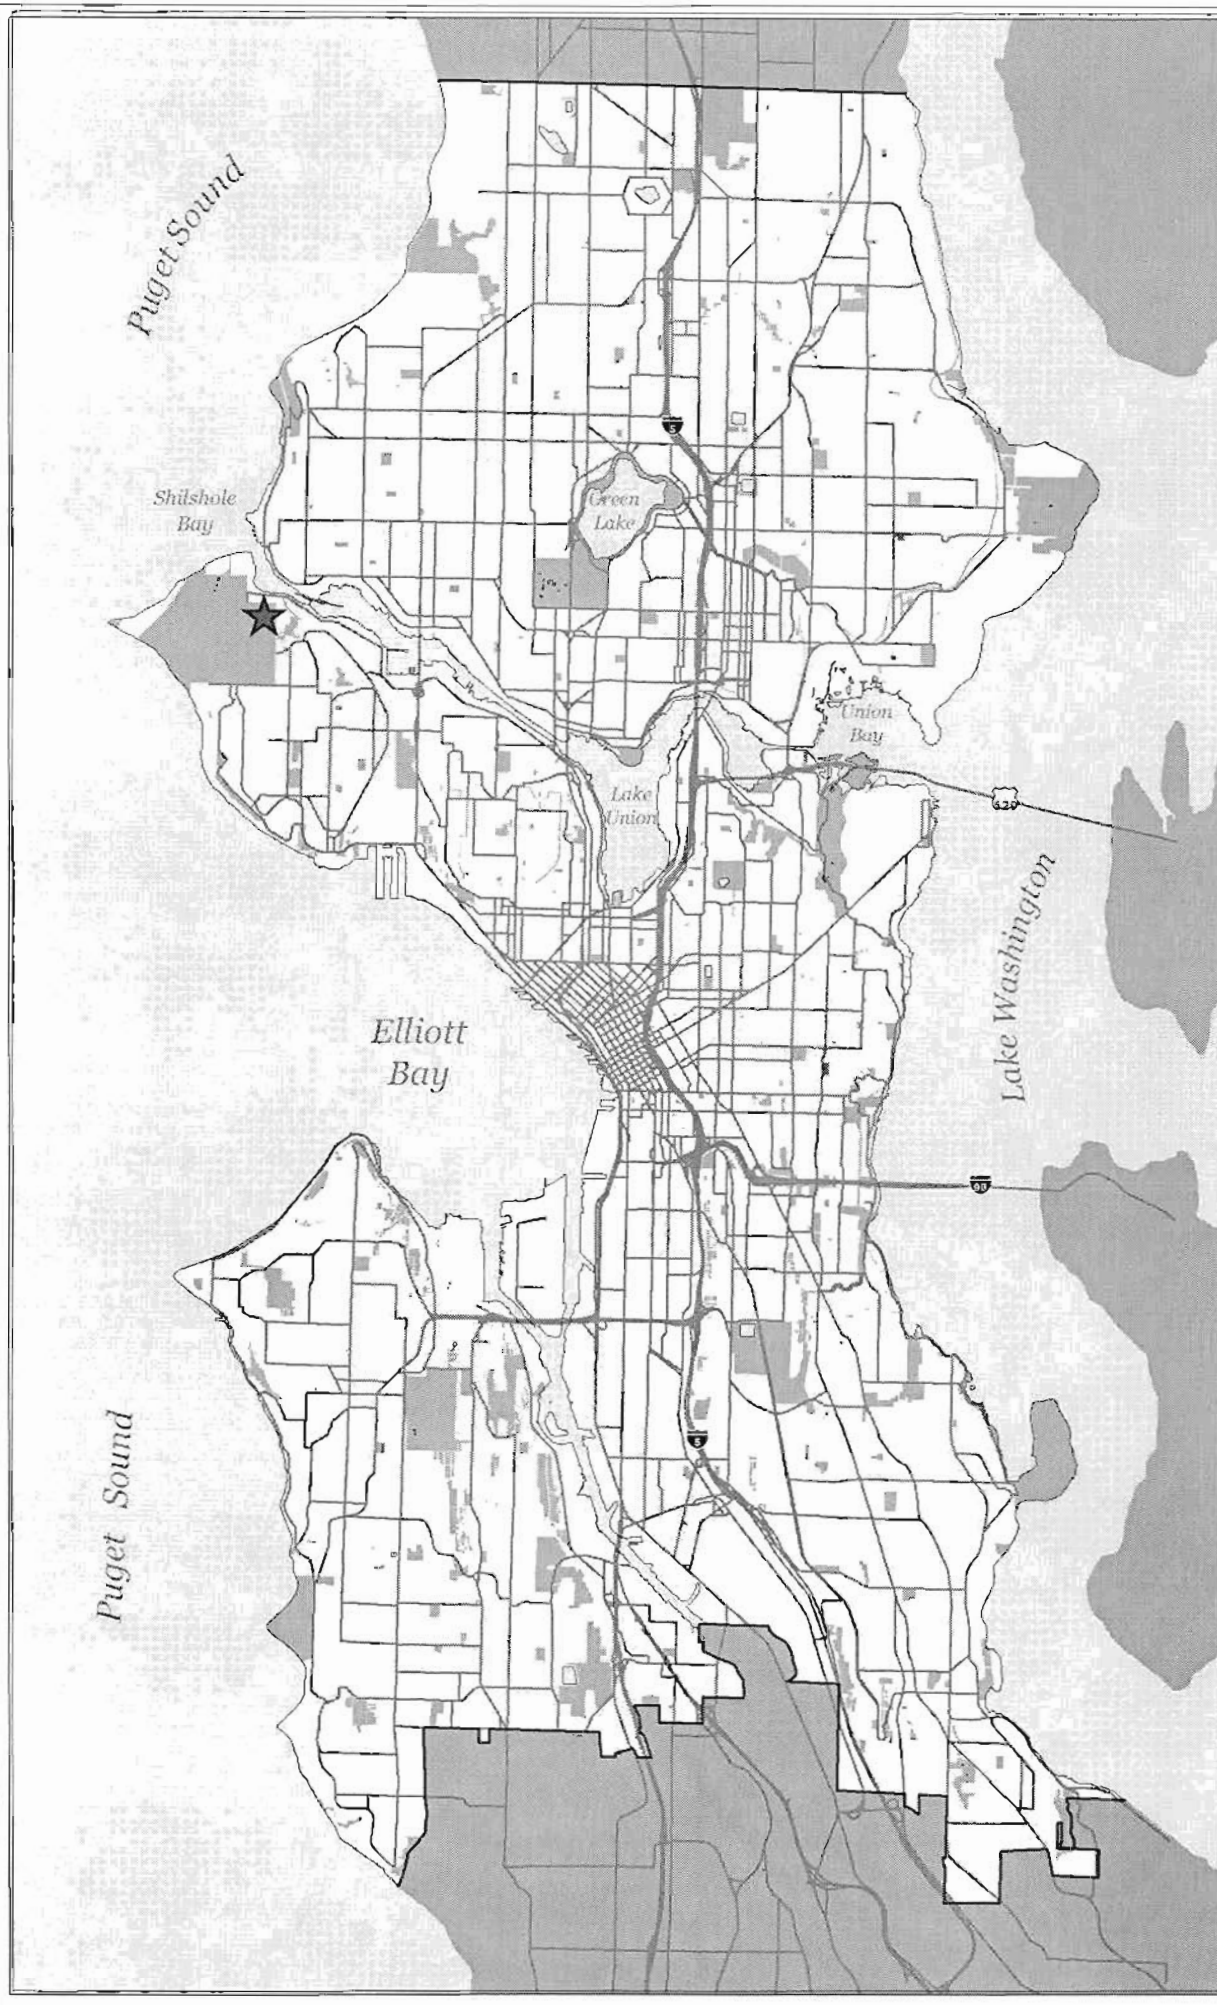 Puget Sound
5
Shilshole
Bay
Green
Lake
Union
Bay
Lake
Union
520
Lake Washington
Elliott
Bay
90
Puget Sound
5